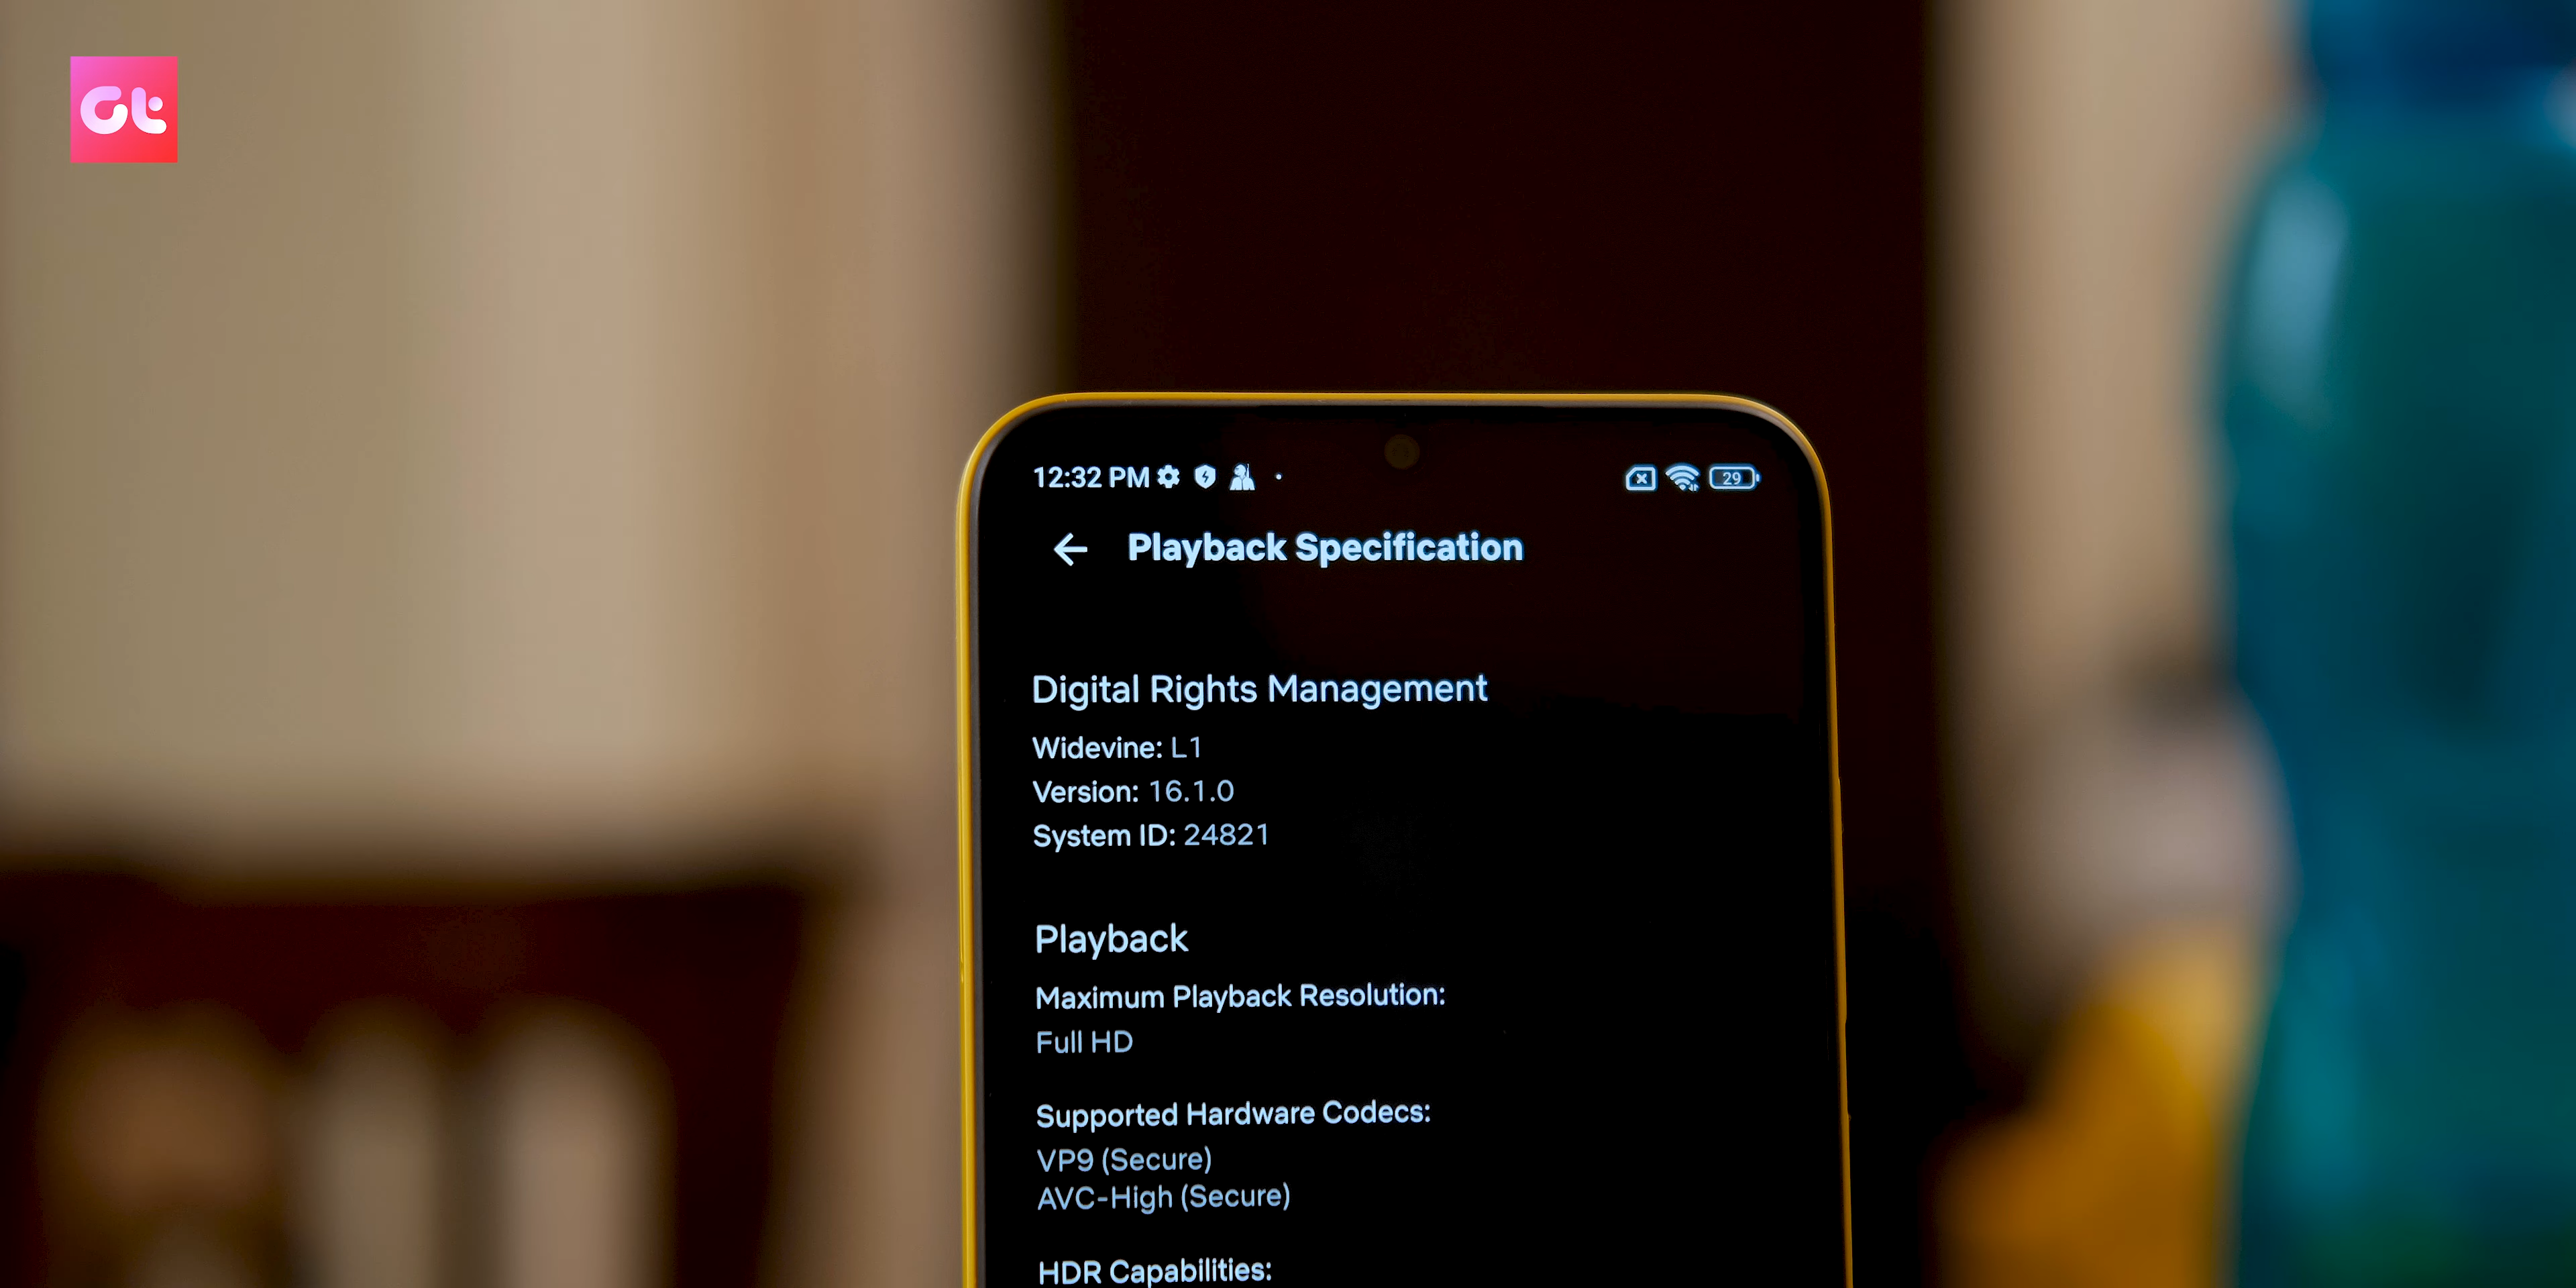 Gt
12:32 PM
29
Playback Specification
Digital Rights Management
Widevine: L1
Version: 16.1.0
System ID: 24821
Playback
Maximum Playback Resolution:
Full HD
Supported Hardware Codecs:
VP9 (Secure)
AVC-High (Secure)
HDR Capabilities: